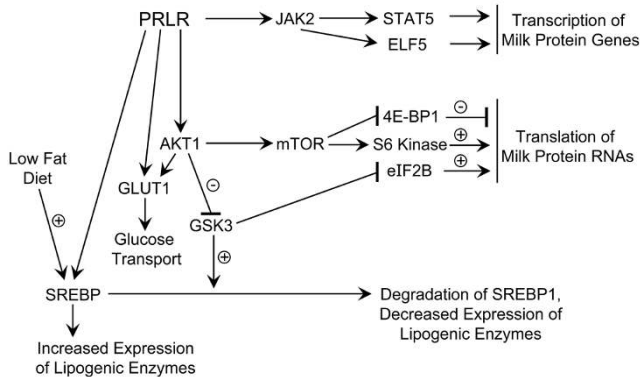 PRLR
JAK2
STAT5
ELF5
Transcription of
Milk Protein Genes
AKT1
mTOR
4E-BP1
-
S6 Kinase
+
eIF2B
+
Translation of
Milk Protein RNAs
Low Fat
Diet
+
GLUT1
-
Glucose
Transport
GSK3
+
SREBP
Degradation of SREBP1,
Decreased Expression of
Lipogenic Enzymes
Increased Expression
of Lipogenic Enzymes